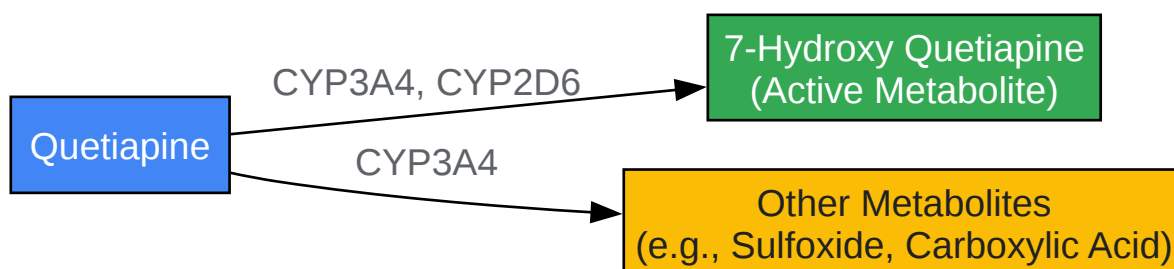 Quetiapine
CYP3A4, CYP2D6
CYP3A4
7-Hydroxy Quetiapine
(Active Metabolite)
Other Metabolites
(e.g., Sulfoxide, Carboxylic Acid)